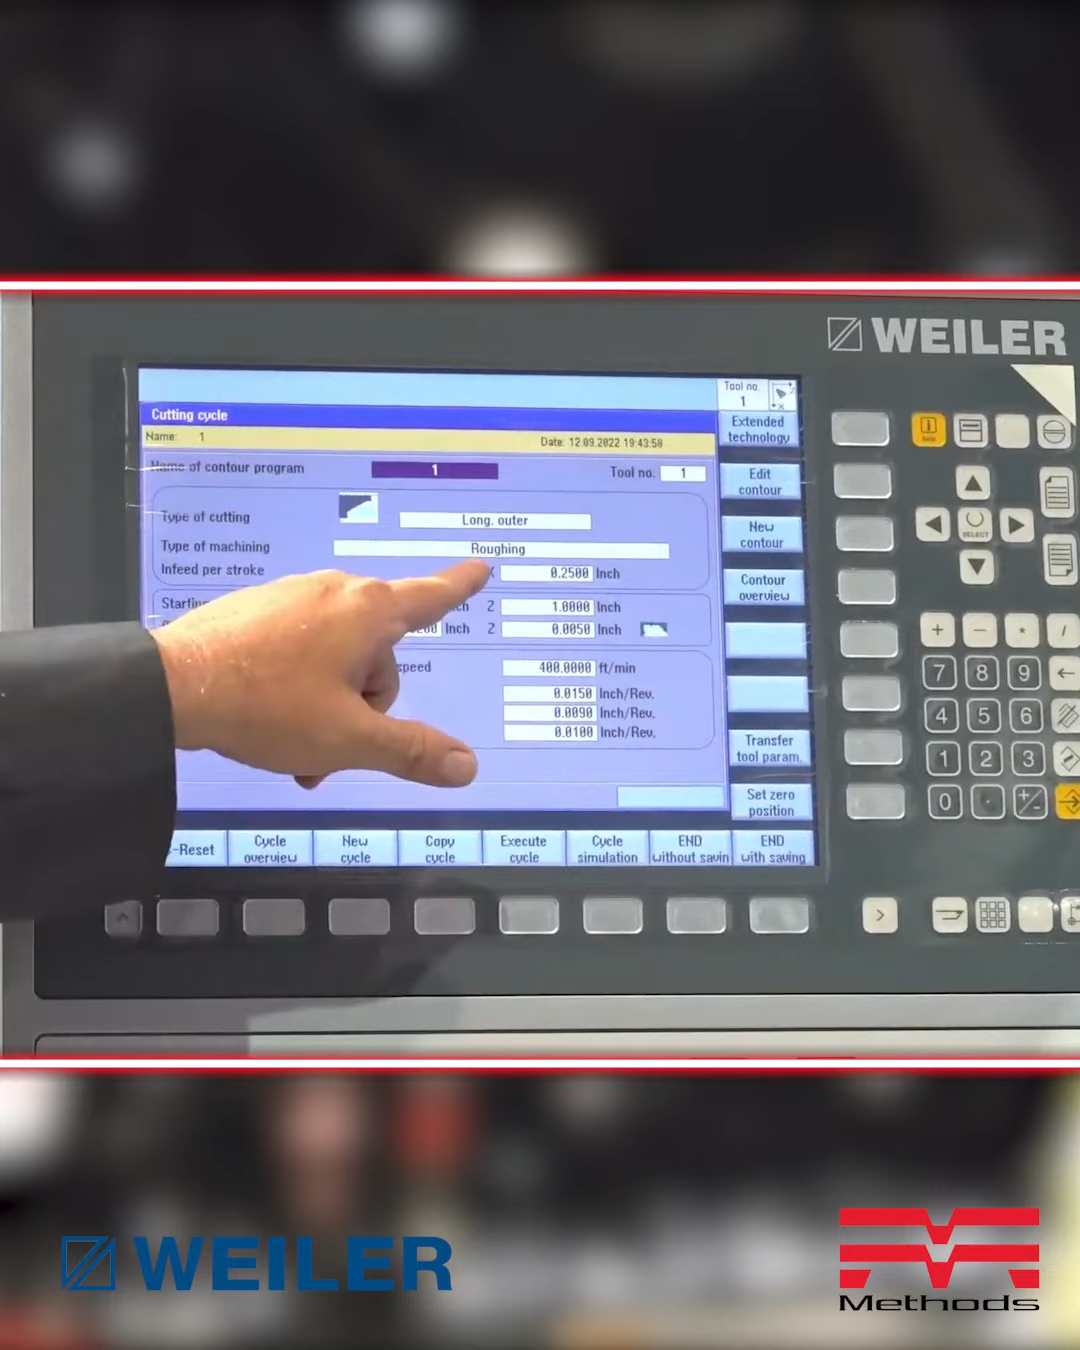 WEILER
Tool no.
1
Cutting cycle
Extended
technology
Name: 1
Date: 12.09.2022 19:43:58
Name of contour program 1
Tool no. 1
Edit
contour
Type of cutting
Long. outer
New
contour
Type of machining
Roughing
Infeed per stroke
X 0.2500 Inch
Contour
overview
Z 1.0000 Inch
Inch Z 0.0050 Inch
speed
400.0000 ft/min
0.0150 Inch/Rev.
0.0090 Inch/Rev.
0.0100 Inch/Rev.
Transfer
tool param.
Set zero
position
-Reset
Cycle
overview
New
cycle
Copy
cycle
Execute
cycle
Cycle
simulation
END
without savin
END
with saving
SELECT
+ - * /
7 8 9
4 5 6
1 2 3
0 . +/-
WEILER
Methods